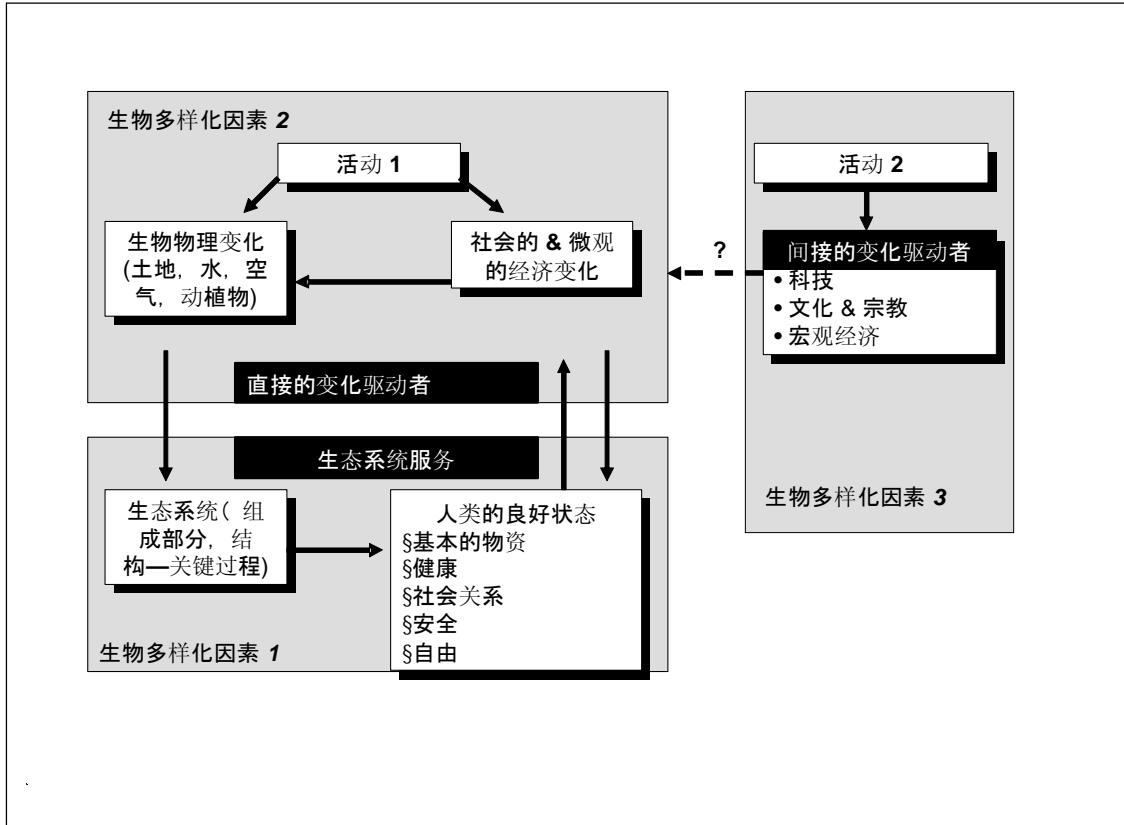 生物多样化因素 2
活动 1
生物物理变化
(土地，水，空
气，动植物)
社会的 & 微观
的经济变化
直接的变化驱动者
生态系统服务
生态系统（ 组
成部分，结
构—关键过程)
人类的良好状态
§基本的物资
§健康
§社会关系
§安全
§自由
生物多样化因素 1
?
活动 2
间接的变化驱动者
• 科技
• 文化 & 宗教
• 宏观经济
生物多样化因素 3